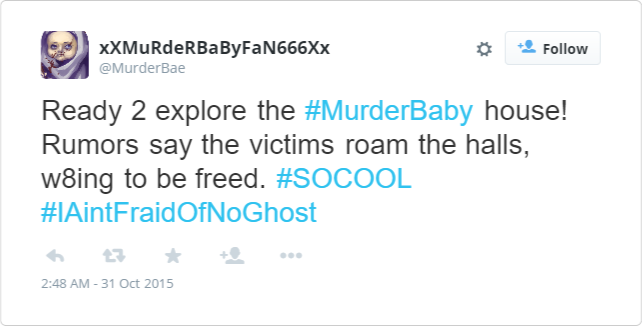 xXMuRdeRBaByFaN666Xx
@MurderBae
Follow
Ready 2 explore the #MurderBaby house!
Rumors say the victims roam the halls,
w8ing to be freed. #SOCOOL
#IAintFraidOfNoGhost
2:48 AM - 31 Oct 2015